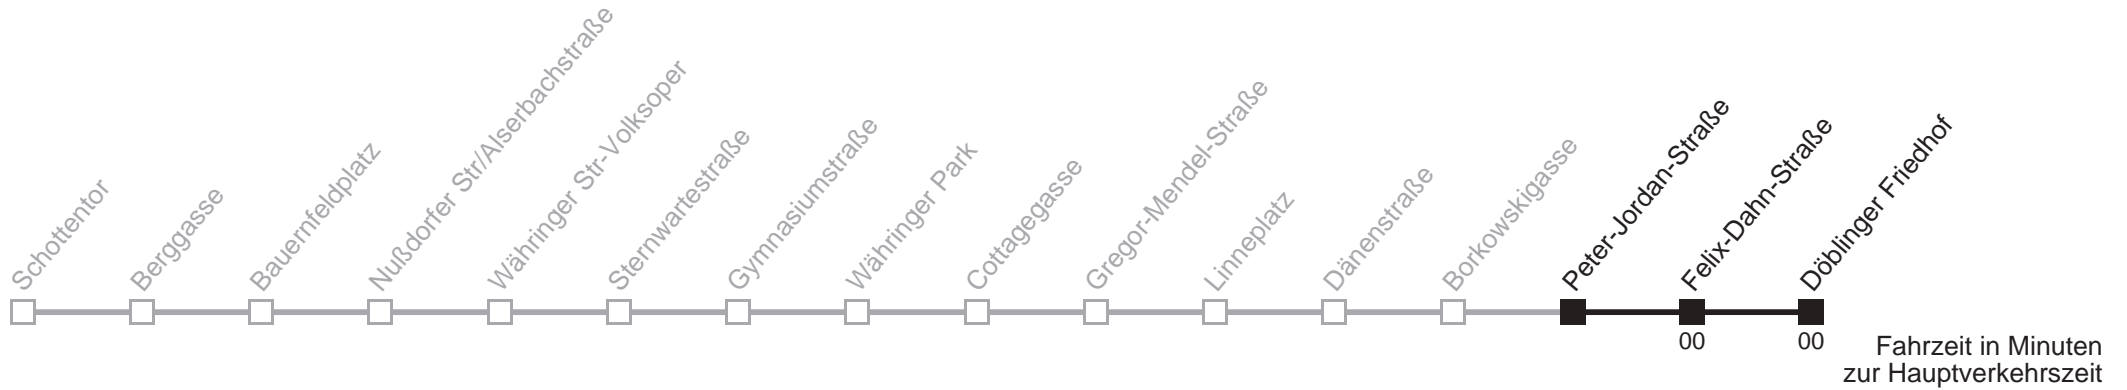 Schottentor
Berggasse
Bauernfeldplatz
Nußdorfer Str/Alserbachstraße
Währinger Str-Volksoper
Sternwartestraße
Gymnasiumstraße
Währinger Park
Cottagegasse
Gregor-Mendel-Straße
Linneplatz
Dänenstraße
Borkowskigasse
Peter-Jordan-Straße
Felix-Dahn-Straße
Döblinger Friedhof
00
00
Fahrzeit in Minuten
zur Hauptverkehrszeit